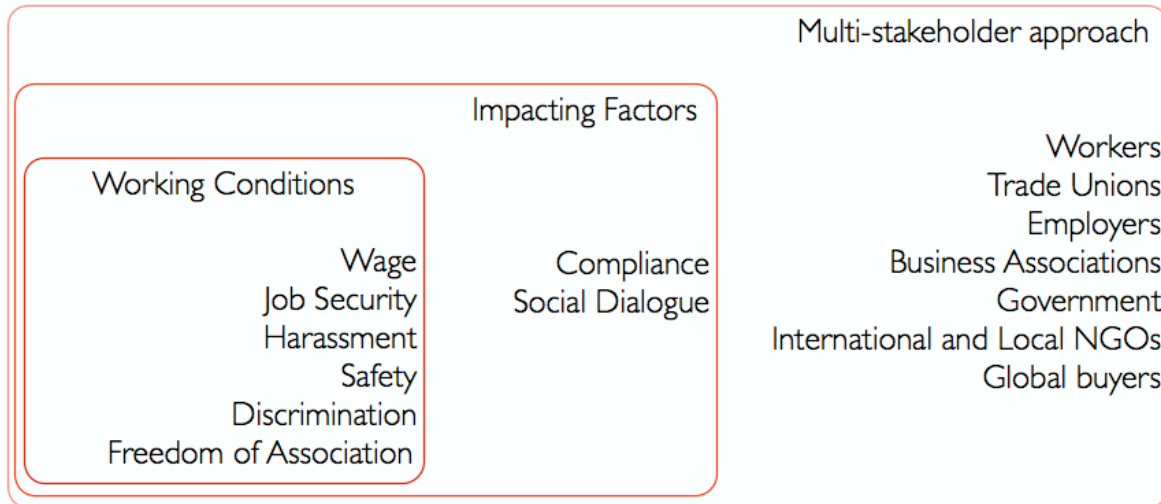 Multi-stakeholder approach
Impacting Factors
Working Conditions
Wage
Job Security
Harassment
Safety
Discrimination
Freedom of Association
Compliance
Social Dialogue
Workers
Trade Unions
Employers
Business Associations
Government
International and Local NGOs
Global buyers